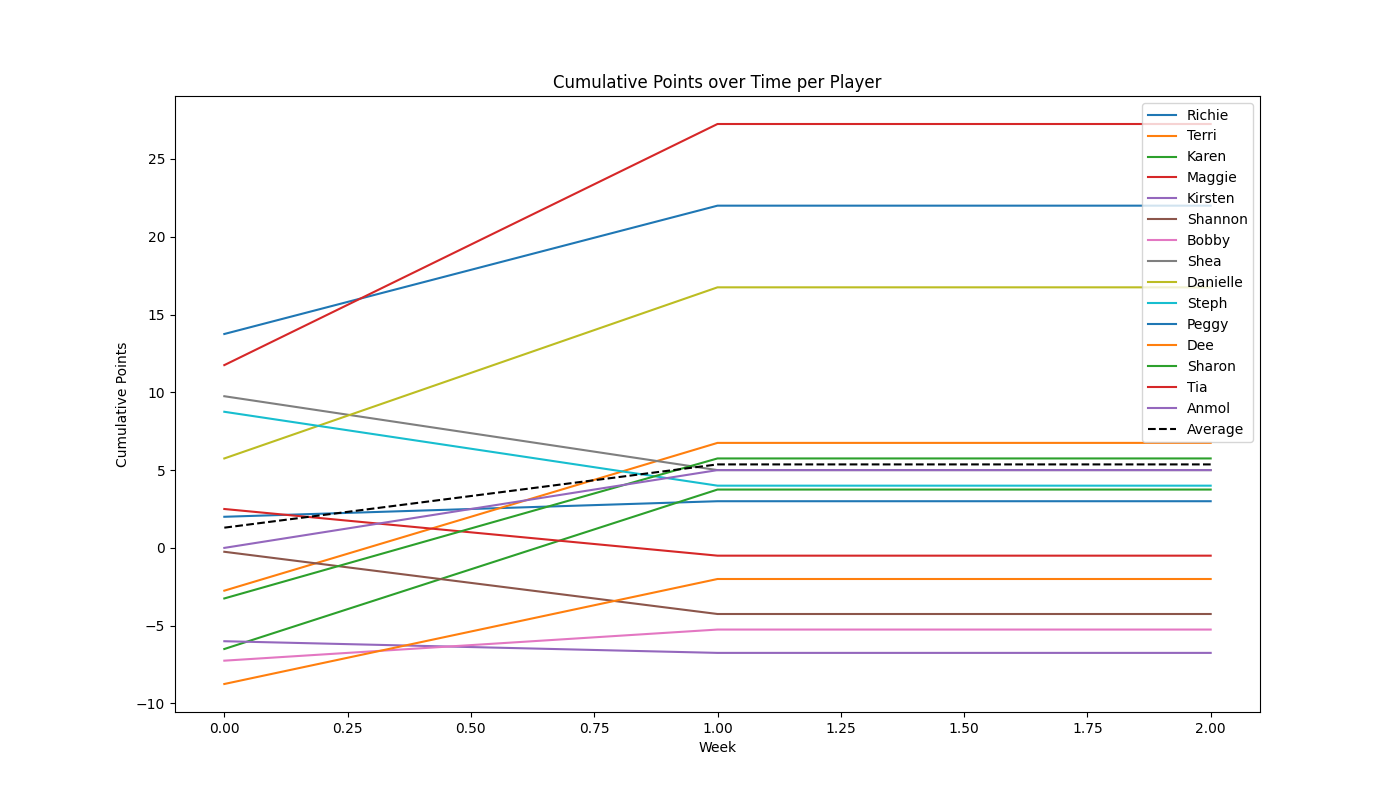 Cumulative Points over Time per Player
Cumulative Points
25
20
15
10
5
0
−5
−10
0.00 0.25 0.50 0.75 1.00 1.25 1.50 1.75 2.00
Week
Richie
Terri
Karen
Maggie
Kirsten
Shannon
Bobby
Shea
Danielle
Steph
Peggy
Dee
Sharon
Tia
Anmol
Average